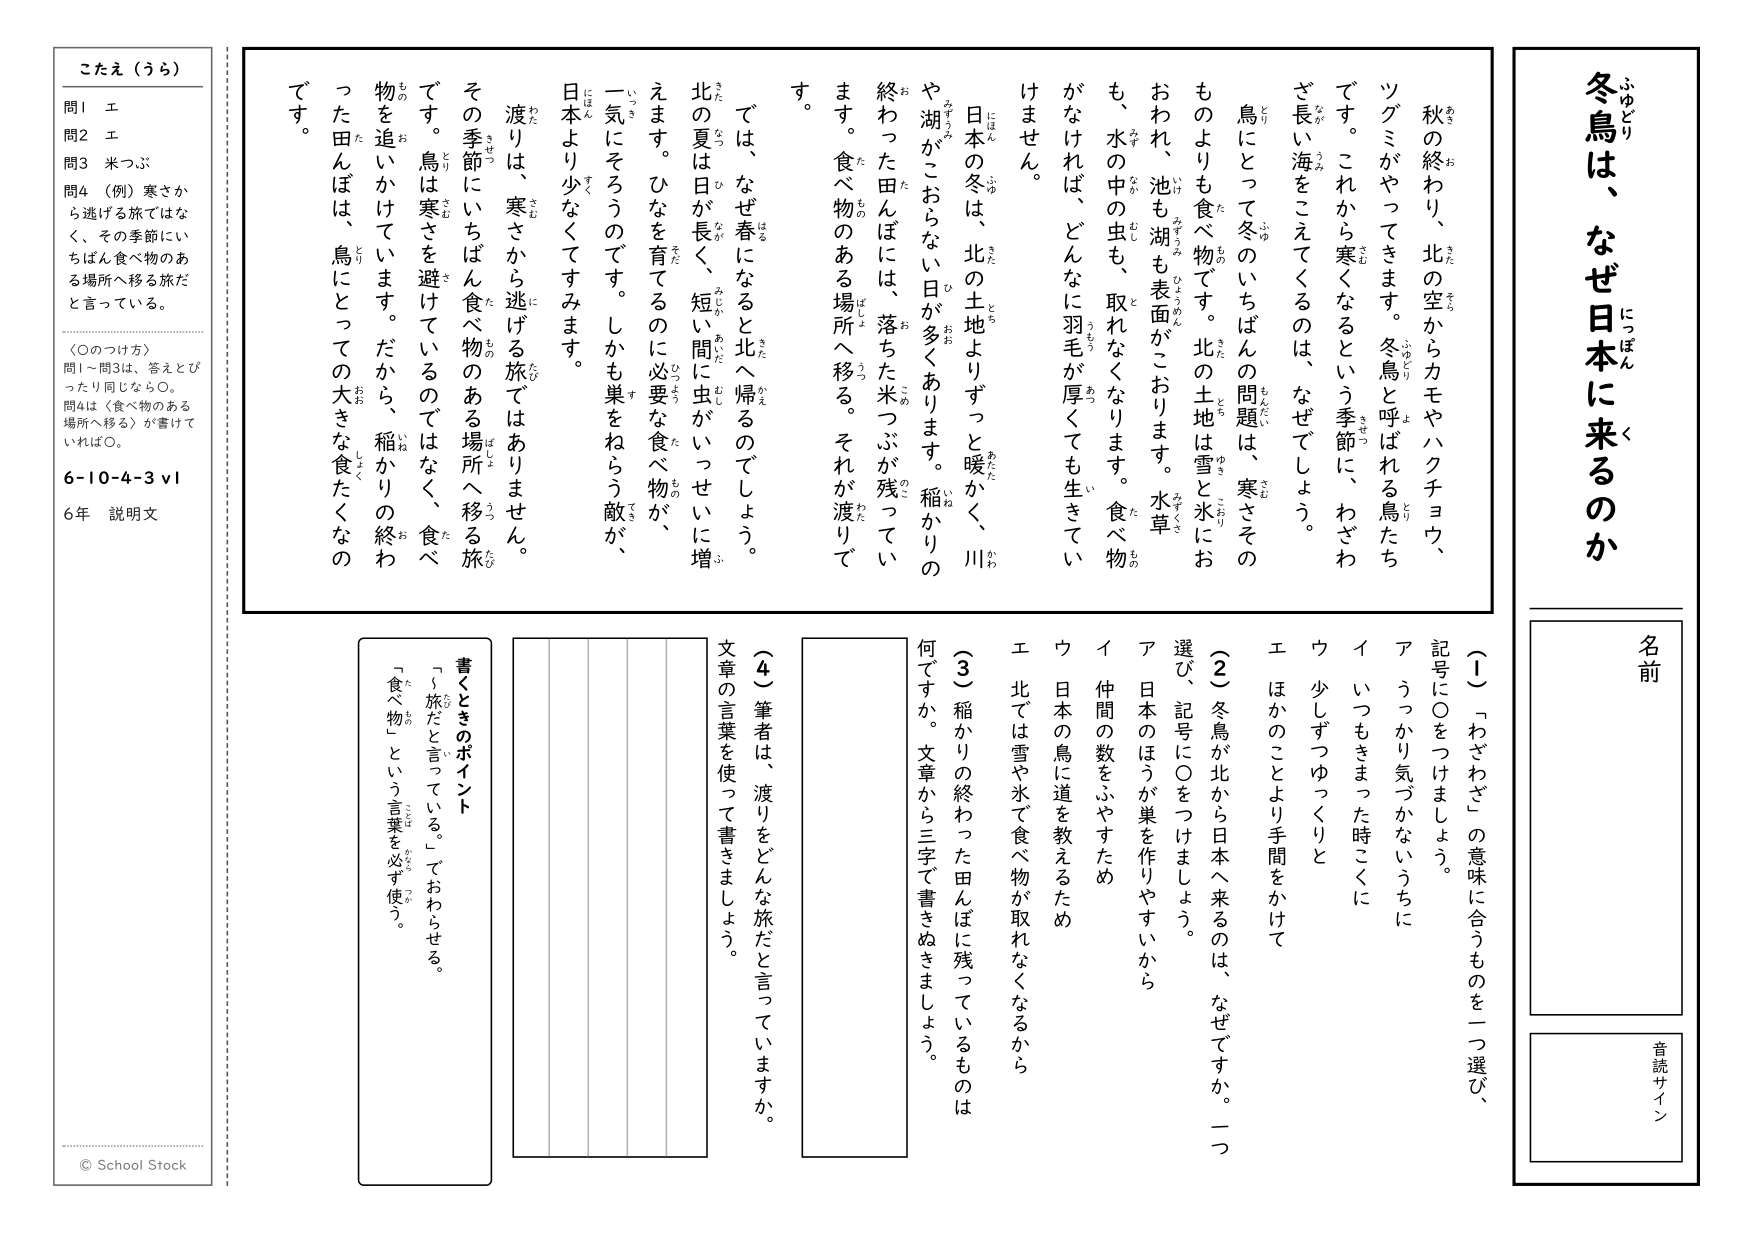 冬鳥は、なぜ日本に来るのか
名前
音読サイン
秋の終わり、北の空からカモやハクチョウ、
ツグミがやってきます。冬鳥と呼ばれる鳥たち
です。これから寒くなるという季節に、わざわ
ざ長い海をこえてくるのは、なぜでしょう。
鳥にとって冬のいちばんの問題は、寒さその
ものよりも食べ物です。北の土地は雪と氷にお
おわれ、池も湖も表面がこおります。水草
も、水の中の虫も、取れなくなります。食べ物
がなければ、どんなに羽毛が厚くても生きてい
けません。
日本の冬は、北の土地よりずっと暖かく、川
や湖がこおらない日が多くあります。稲かりの
終わった田んぼには、落ちた米つぶが残ってい
ます。食べ物のある場所へ移る。それが渡りで
す。
では、なぜ春になると北へ帰るのでしょう。
北の夏は日が長く、短い間に虫がいっせいに増
えます。ひなを育てるのに必要な食べ物が、
一気にそろうのです。しかも巣をねらう敵が、
日本より少なくてすみます。
渡りは、寒さから逃げる旅ではありません。
その季節にいちばん食べ物のある場所へ移る旅
です。鳥は寒さを避けているのではなく、食べ
物を追いかけています。だから、稲かりの終わ
った田んぼは、鳥にとっての大きな食たくなの
です。
(1)「わざわざ」の意味に合うものを一つ選び、
記号に○をつけましょう。
ア うっかり気づかないうちに
イ いつもきまった時こくに
ウ 少しずつゆっくりと
エ ほかのことより手間をかけて
(2)冬鳥が北から日本へ来るのは、なぜですか。一つ
選び、記号に○をつけましょう。
ア 日本のほうが巣を作りやすいから
イ 仲間の数をふやすため
ウ 日本の鳥に道を教えるため
エ 北では雪や氷で食べ物が取れなくなるから
(3)稲かりの終わった田んぼに残っているものは
何ですか。文章から三字で書きぬきましょう。
(4)筆者は、渡りをどんな旅だと言っていますか。
文章の言葉を使って書きましょう。
書くときのポイント
「〜旅だと言っている。」でおわらせる。
「食べ物」という言葉を必ず使う。
こたえ（うら）
問1 エ
問2 エ
問3 米つぶ
問4 （例）寒さか
ら逃げる旅ではな
く、その季節にい
ちばん食べ物のあ
る場所へ移る旅だ
と言っている。
〈○のつけ方〉
問1〜問3は、答えとぴ
ったり同じなら○。
問4は〈食べ物のある
場所へ移る〉が書けて
いれば○。
6-10-4-3 v1
6年 説明文
© School Stock